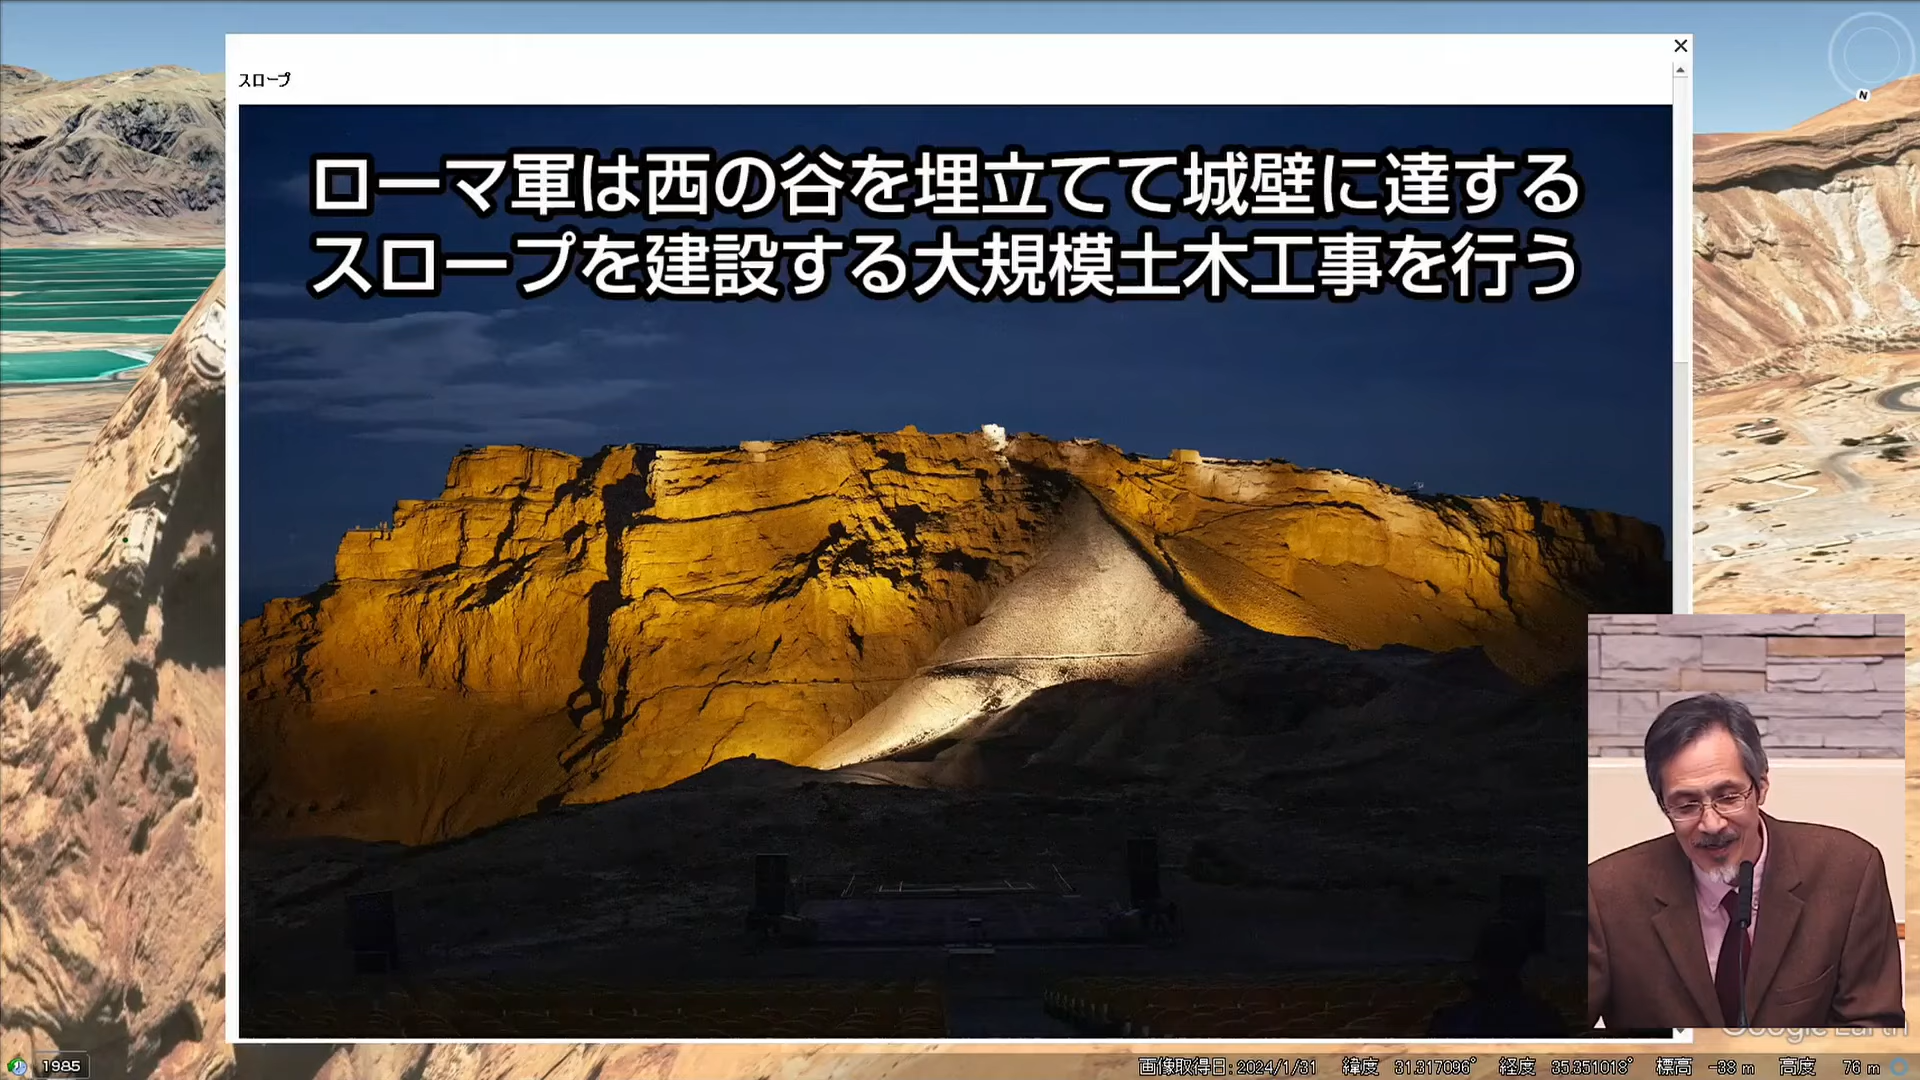 スロープ
N
ローマ軍は西の谷を埋立てて城壁に達する
スロープを建設する大規模土木工事を行う
Google Earth
1985
画像取得日: 2024/1/31 緯度 31.317096° 経度 35.351018° 標高 -38 m 高度 76 m